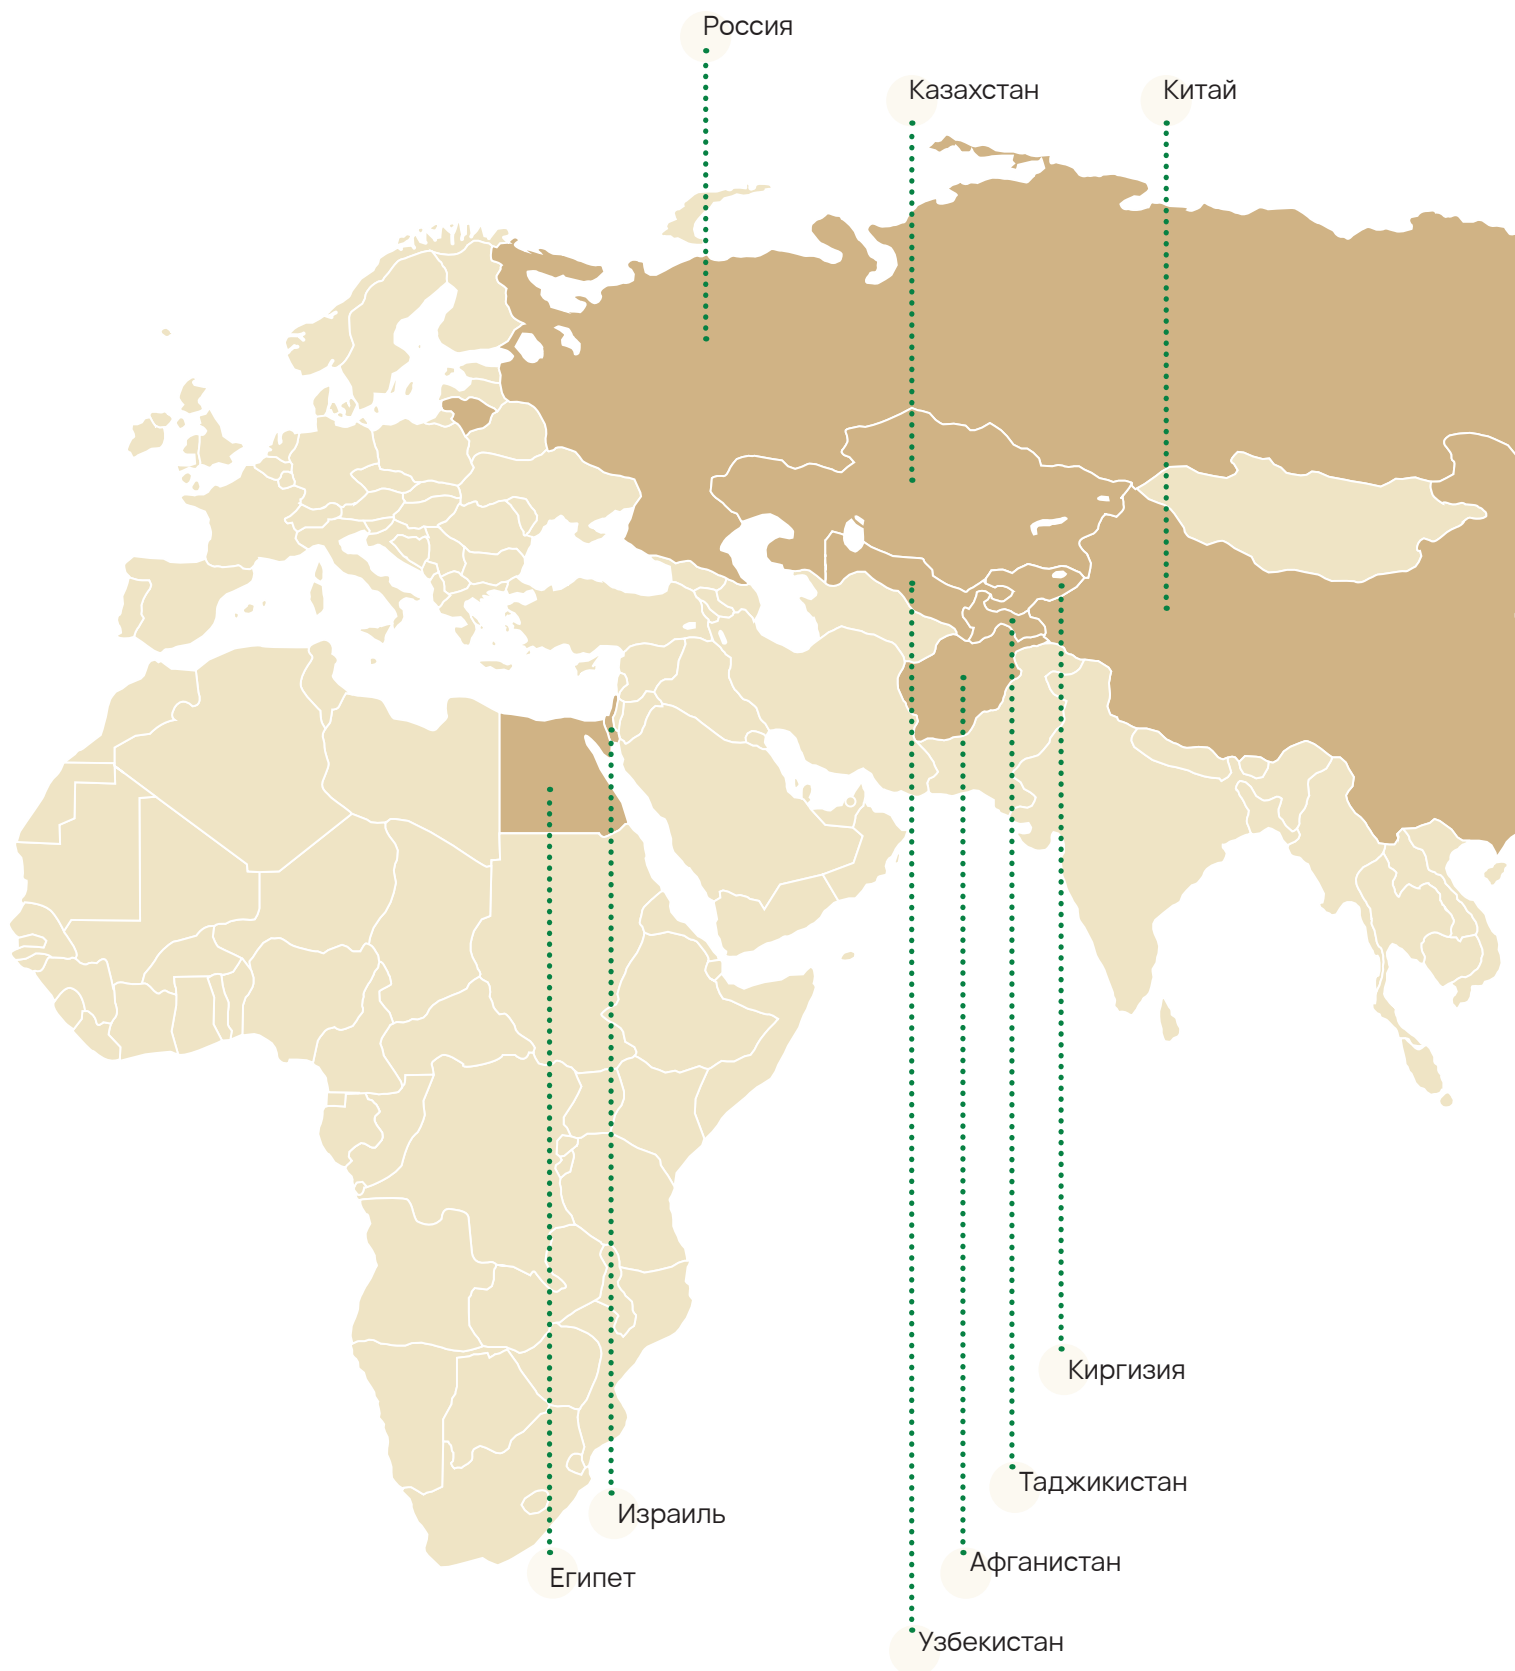 Россия
Казахстан
Китай
Киргизия
Таджикистан
Израиль
Афганистан
Египет
Узбекистан